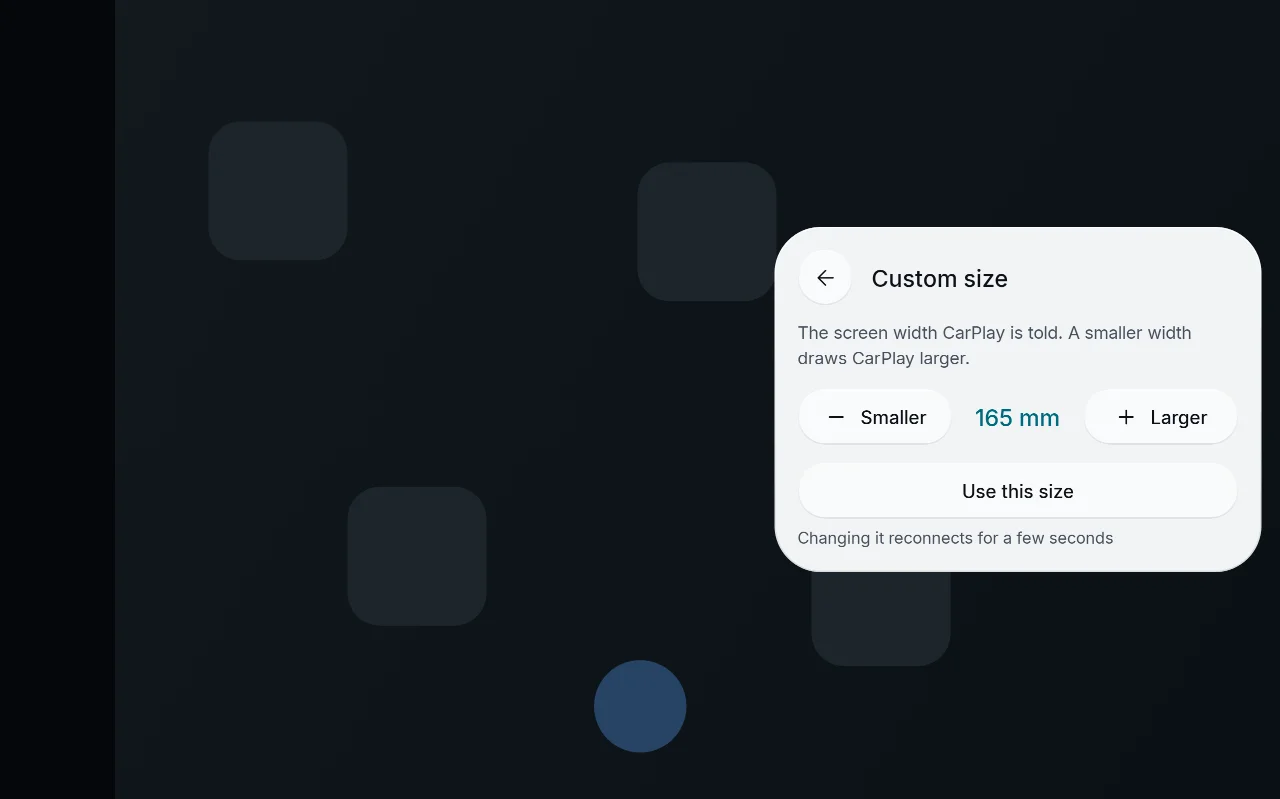 Custom size
The screen width CarPlay is told. A smaller width
draws CarPlay larger.
− Smaller 165 mm + Larger
Use this size
Changing it reconnects for a few seconds